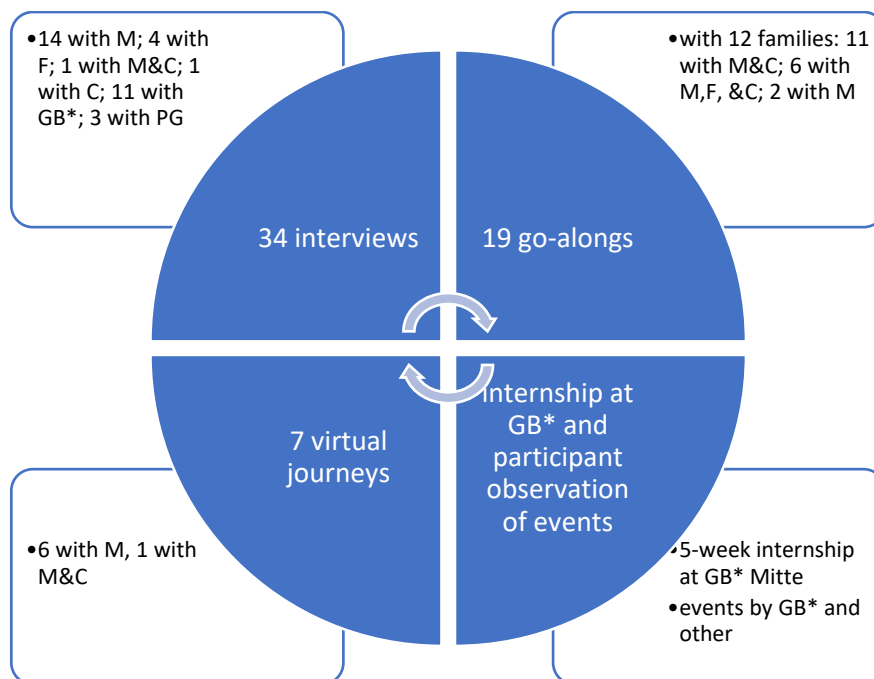 •14 with M; 4 with
F; 1 with M&C; 1
with C; 11 with
GB*; 3 with PG
•with 12 families: 11
with M&C; 6 with
M,F, &C; 2 with M
34 interviews
19 go-alongs
7 virtual
journeys
internship at
GB* and
participant
observation
of events
•6 with M, 1 with
M&C
•5-week internship
at GB* Mitte
•events by GB* and
other